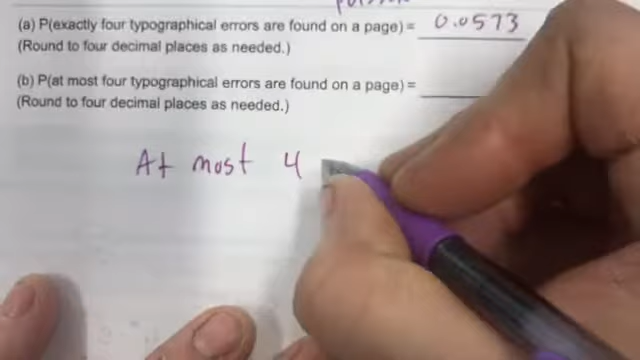 (a) P(exactly four typographical errors are found on a page) = 0.0573
(Round to four decimal places as needed.)
(b) P(at most four typographical errors are found on a page) =
(Round to four decimal places as needed.)
At most 4